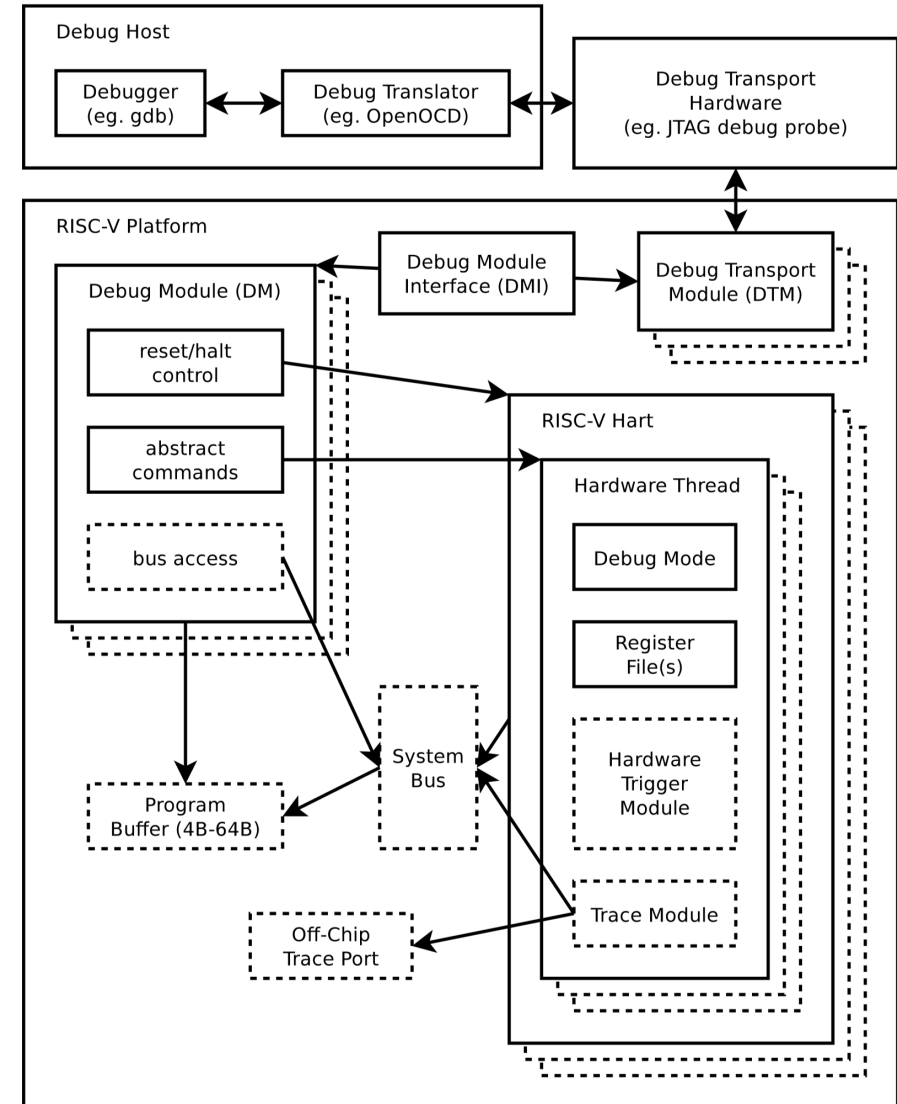 Debug Host
Debugger
(eg. gdb)
Debug Translator
(eg. OpenOCD)
Debug Transport
Hardware
(eg. JTAG debug probe)
RISC-V Platform
Debug Module
Interface (DMI)
Debug Transport
Module (DTM)
Debug Module (DM)
reset/halt
control
abstract
commands
bus access
RISC-V Hart
Hardware Thread
Debug Mode
Register
File(s)
Hardware
Trigger
Module
Trace Module
System
Bus
Program
Buffer (4B-64B)
Off-Chip
Trace Port